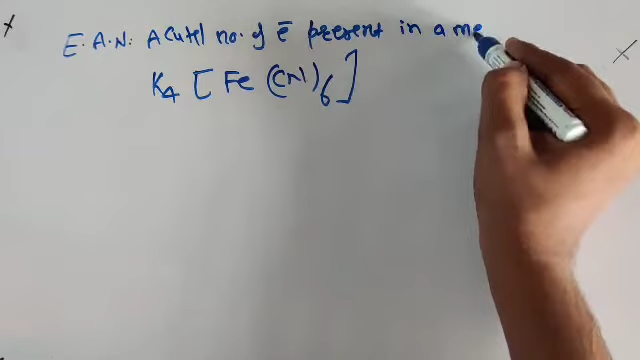 E.A.N: Acutel no. of ē present in a me
K₄ [Fe(CN)₆]